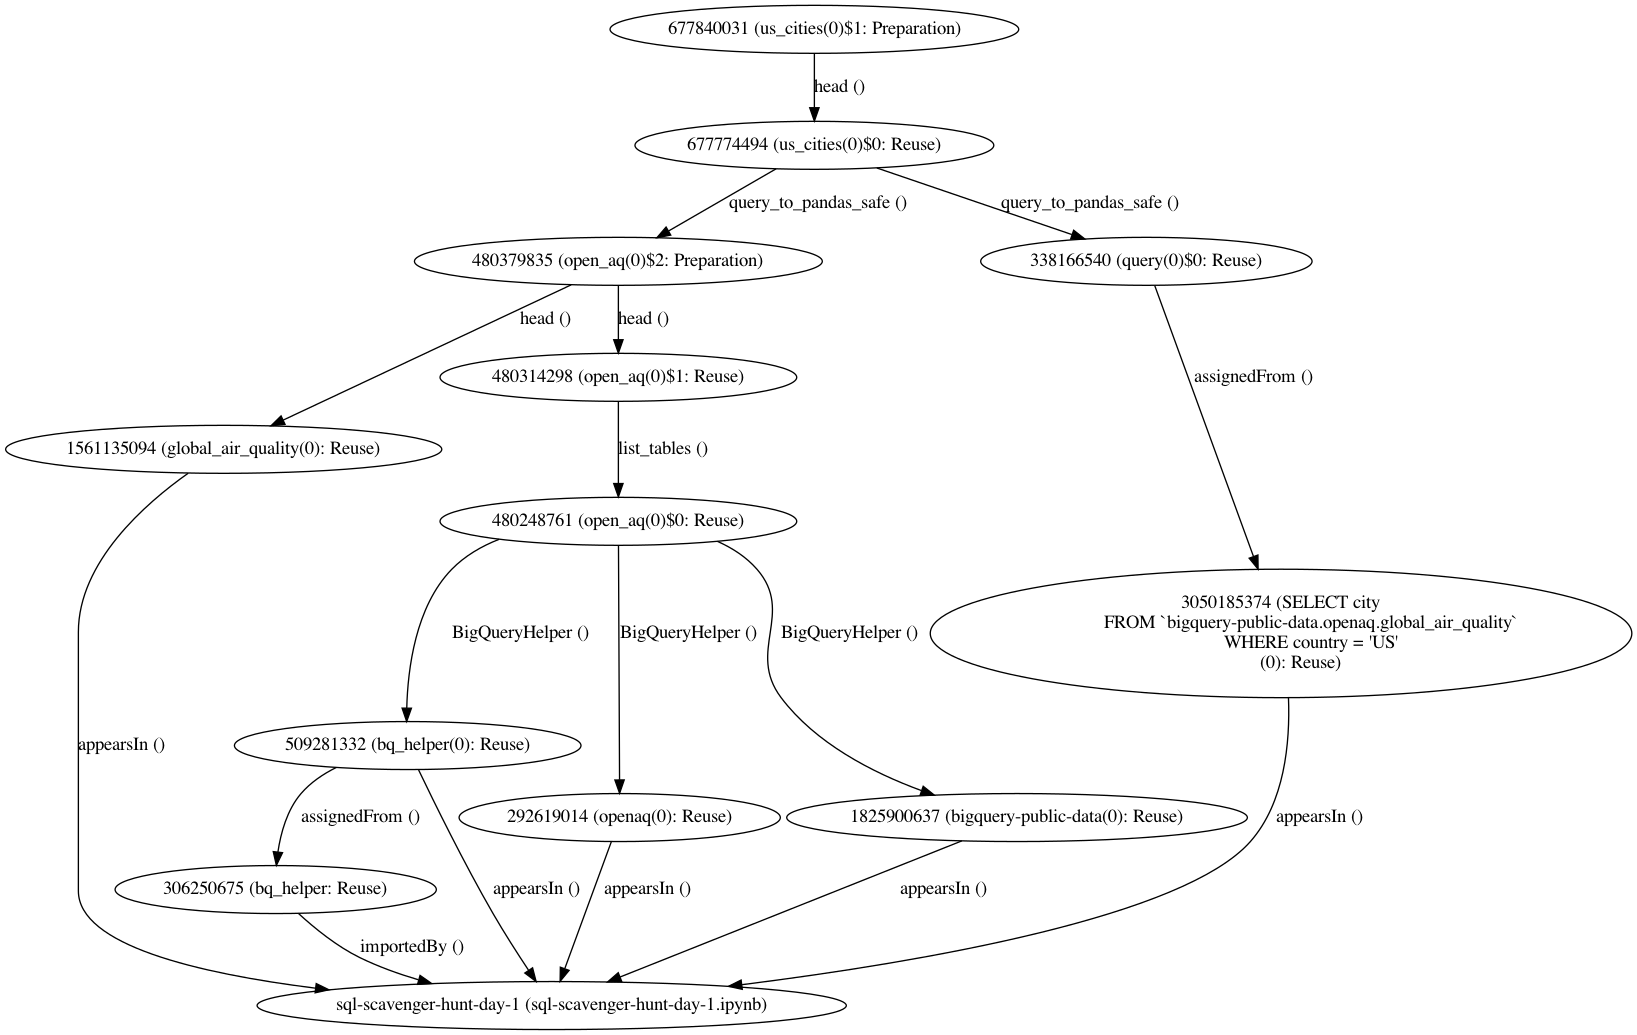 677840031 (us_cities(0)$1: Preparation)
head ()
677774494 (us_cities(0)$0: Reuse)
query_to_pandas_safe ()
query_to_pandas_safe ()
480379835 (open_aq(0)$2: Preparation)
338166540 (query(0)$0: Reuse)
head ()
head ()
480314298 (open_aq(0)$1: Reuse)
assignedFrom ()
1561135094 (global_air_quality(0): Reuse)
list_tables ()
480248761 (open_aq(0)$0: Reuse)
3050185374 (SELECT city
FROM `bigquery-public-data.openaq.global_air_quality`
WHERE country = 'US'
(0): Reuse)
BigQueryHelper ()
BigQueryHelper ()
BigQueryHelper ()
appearsIn ()
509281332 (bq_helper(0): Reuse)
assignedFrom ()
292619014 (openaq(0): Reuse)
1825900637 (bigquery-public-data(0): Reuse)
appearsIn ()
306250675 (bq_helper: Reuse)
appearsIn ()
appearsIn ()
appearsIn ()
importedBy ()
sql-scavenger-hunt-day-1 (sql-scavenger-hunt-day-1.ipynb)